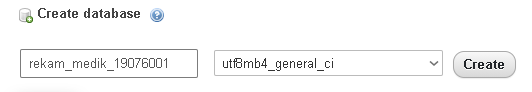 Create database
rekam_medik_19076001 utf8mb4_general_ci Create